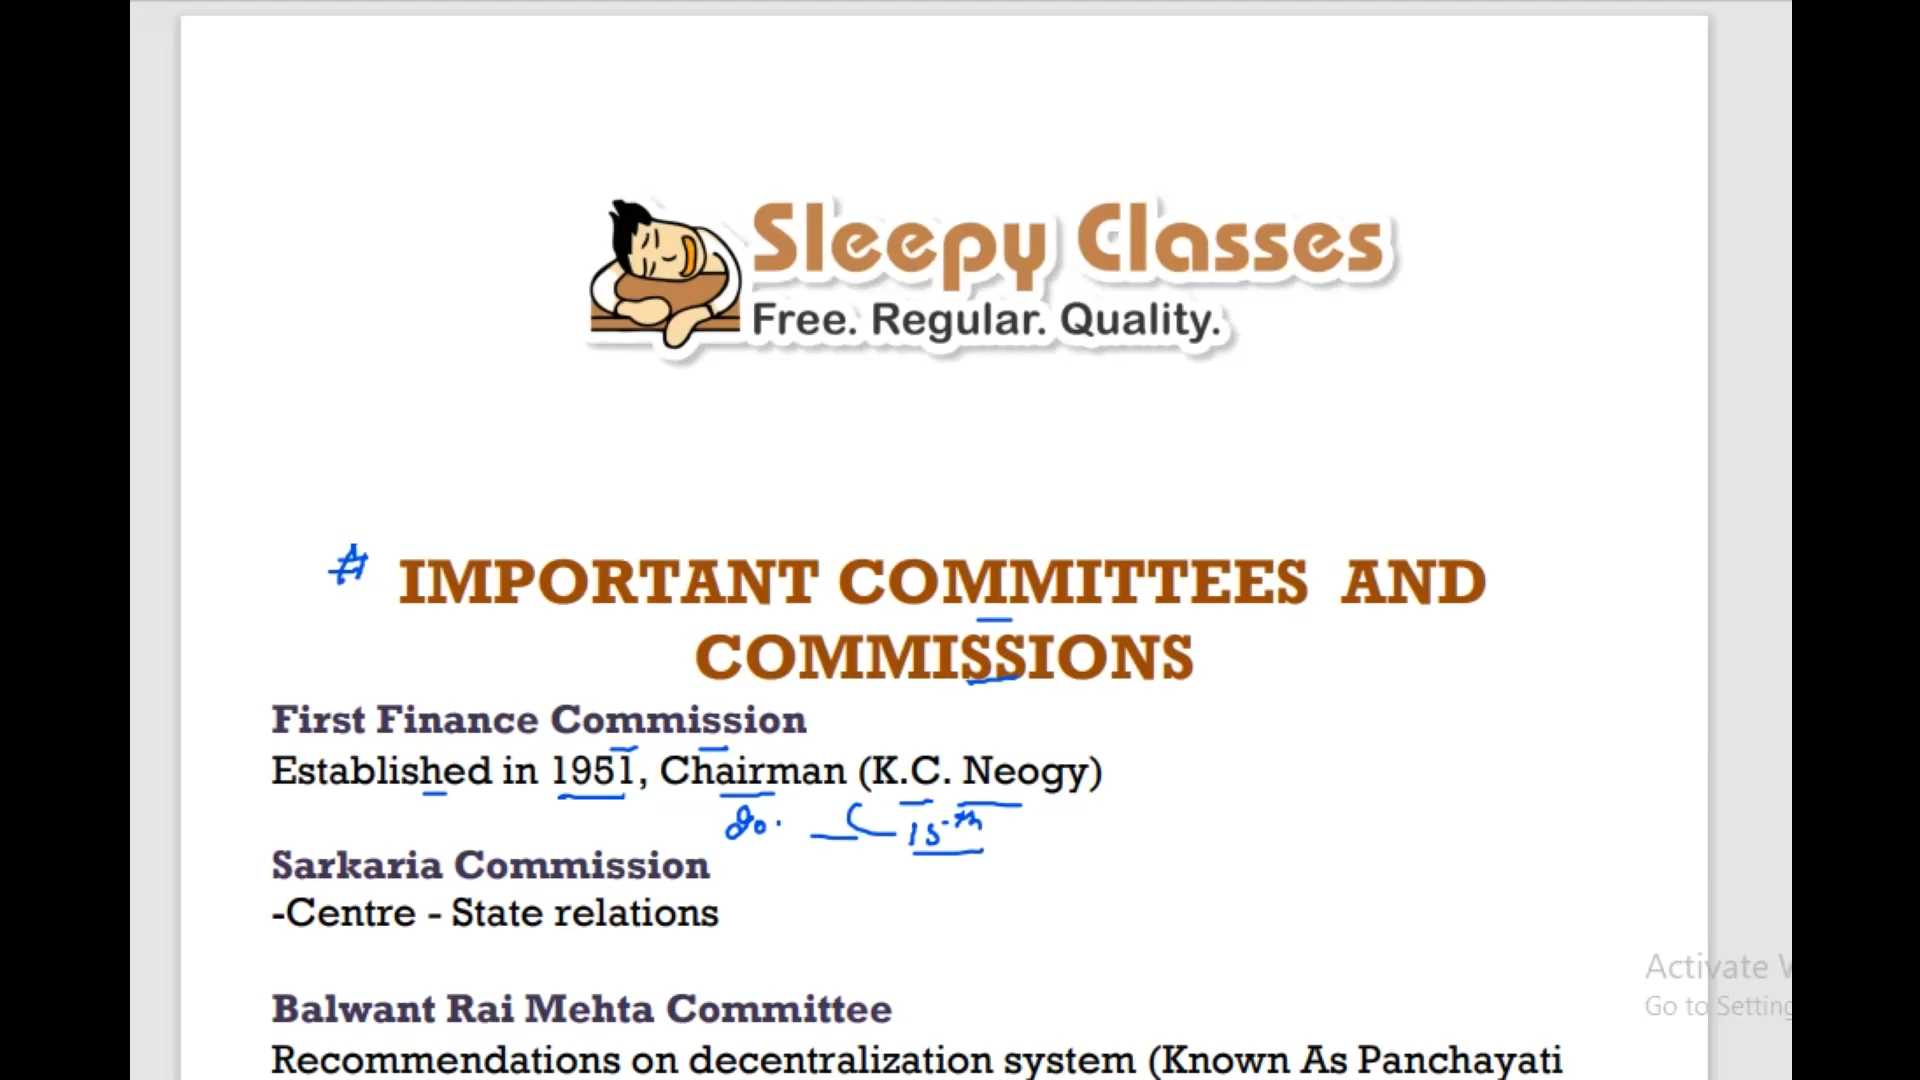 Sleepy Classes
Free. Regular. Quality.
IMPORTANT COMMITTEES AND
COMMISSIONS
First Finance Commission
Established in 1951, Chairman (K.C. Neogy)
15th
Sarkaria Commission
-Centre - State relations
Balwant Rai Mehta Committee
Recommendations on decentralization system (Known As Panchayati
Activate
Go to Setting